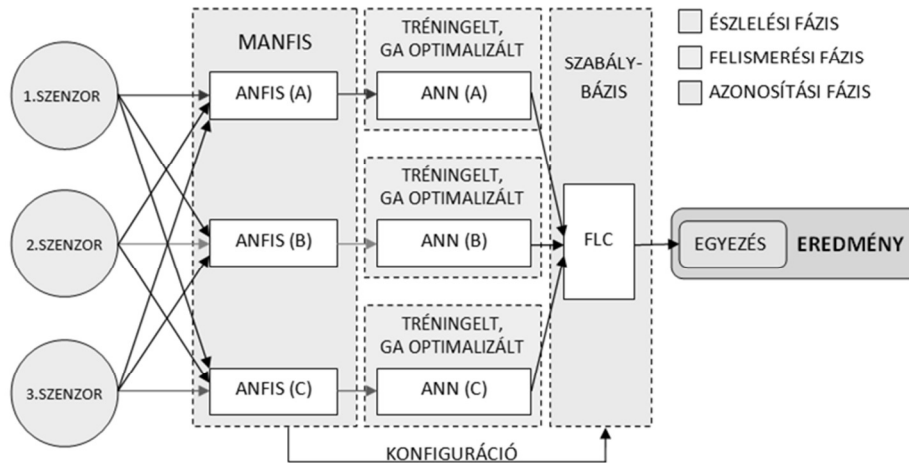 1.SZENZOR
2.SZENZOR
3.SZENZOR
MANFIS
ANFIS (A)
ANFIS (B)
ANFIS (C)
TRÉNINGELT,
GA OPTIMALIZÁLT
ANN (A)
TRÉNINGELT,
GA OPTIMALIZÁLT
ANN (B)
TRÉNINGELT,
GA OPTIMALIZÁLT
ANN (C)
SZABÁLY-
BÁZIS
FLC
KONFIGURÁCIÓ
EGYEZÉS
EREDMÉNY
ÉSZLELÉSI FÁZIS
FELISMERÉSI FÁZIS
AZONOSÍTÁSI FÁZIS